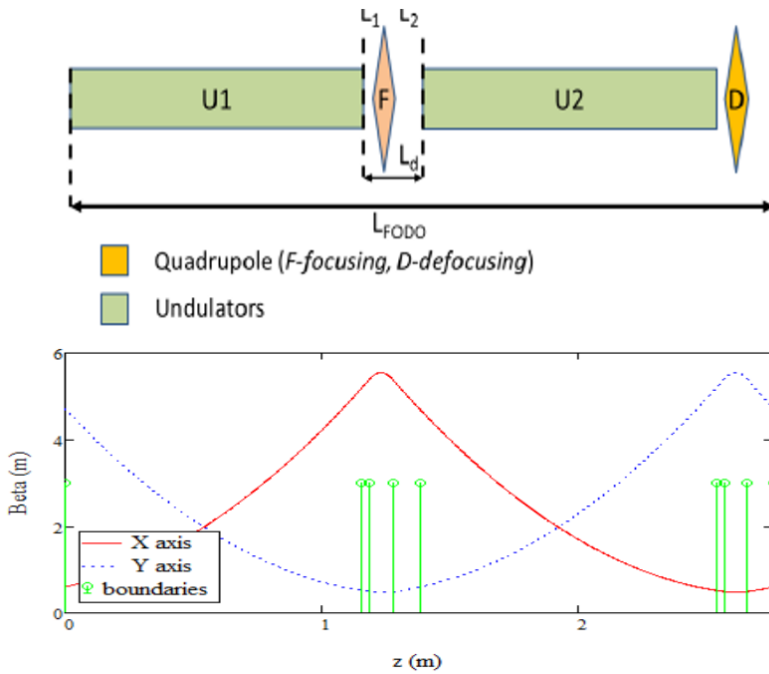 L1 L2
U1 F U2 D
Ld
LFODO
Quadrupole (F-focusing, D-defocusing)
Undulators
6
4
2
0
Beta (m)
X axis
Y axis
boundaries
0 1 2
z (m)